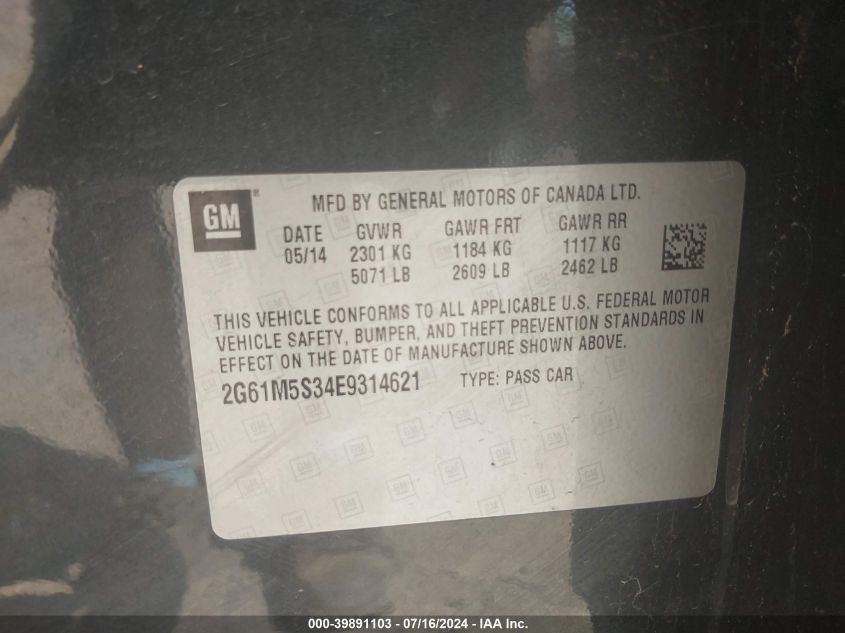 GM®
MFD BY GENERAL MOTORS OF CANADA LTD.
DATE GVWR GAWR FRT GAWR RR
05/14 2301 KG 1184 KG 1117 KG
5071 LB 2609 LB 2462 LB
THIS VEHICLE CONFORMS TO ALL APPLICABLE U.S. FEDERAL MOTOR
VEHICLE SAFETY, BUMPER, AND THEFT PREVENTION STANDARDS IN
EFFECT ON THE DATE OF MANUFACTURE SHOWN ABOVE.
2G61M5S34E9314621 TYPE: PASS CAR
000-39891103 - 07/16/2024 - IAA Inc.